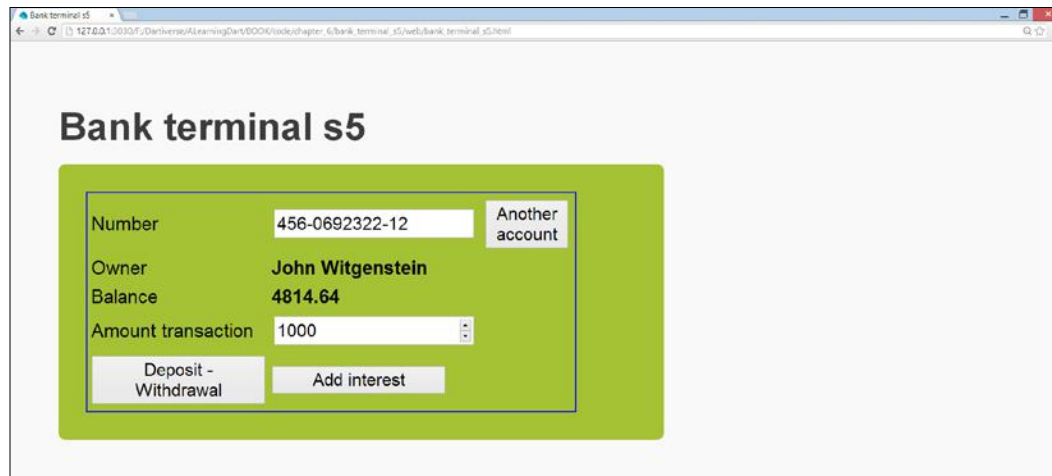 Bank terminal s5
127.0.0.1:3030/F:/Dartiverse/ALearningDart/BOOK/code/chapter_6/bank_terminal_s5/web/bank_terminal_s5.html
Bank terminal s5
Number 456-0692322-12 Another account
Owner John Witgenstein
Balance 4814.64
Amount transaction 1000
Deposit -
Withdrawal Add interest